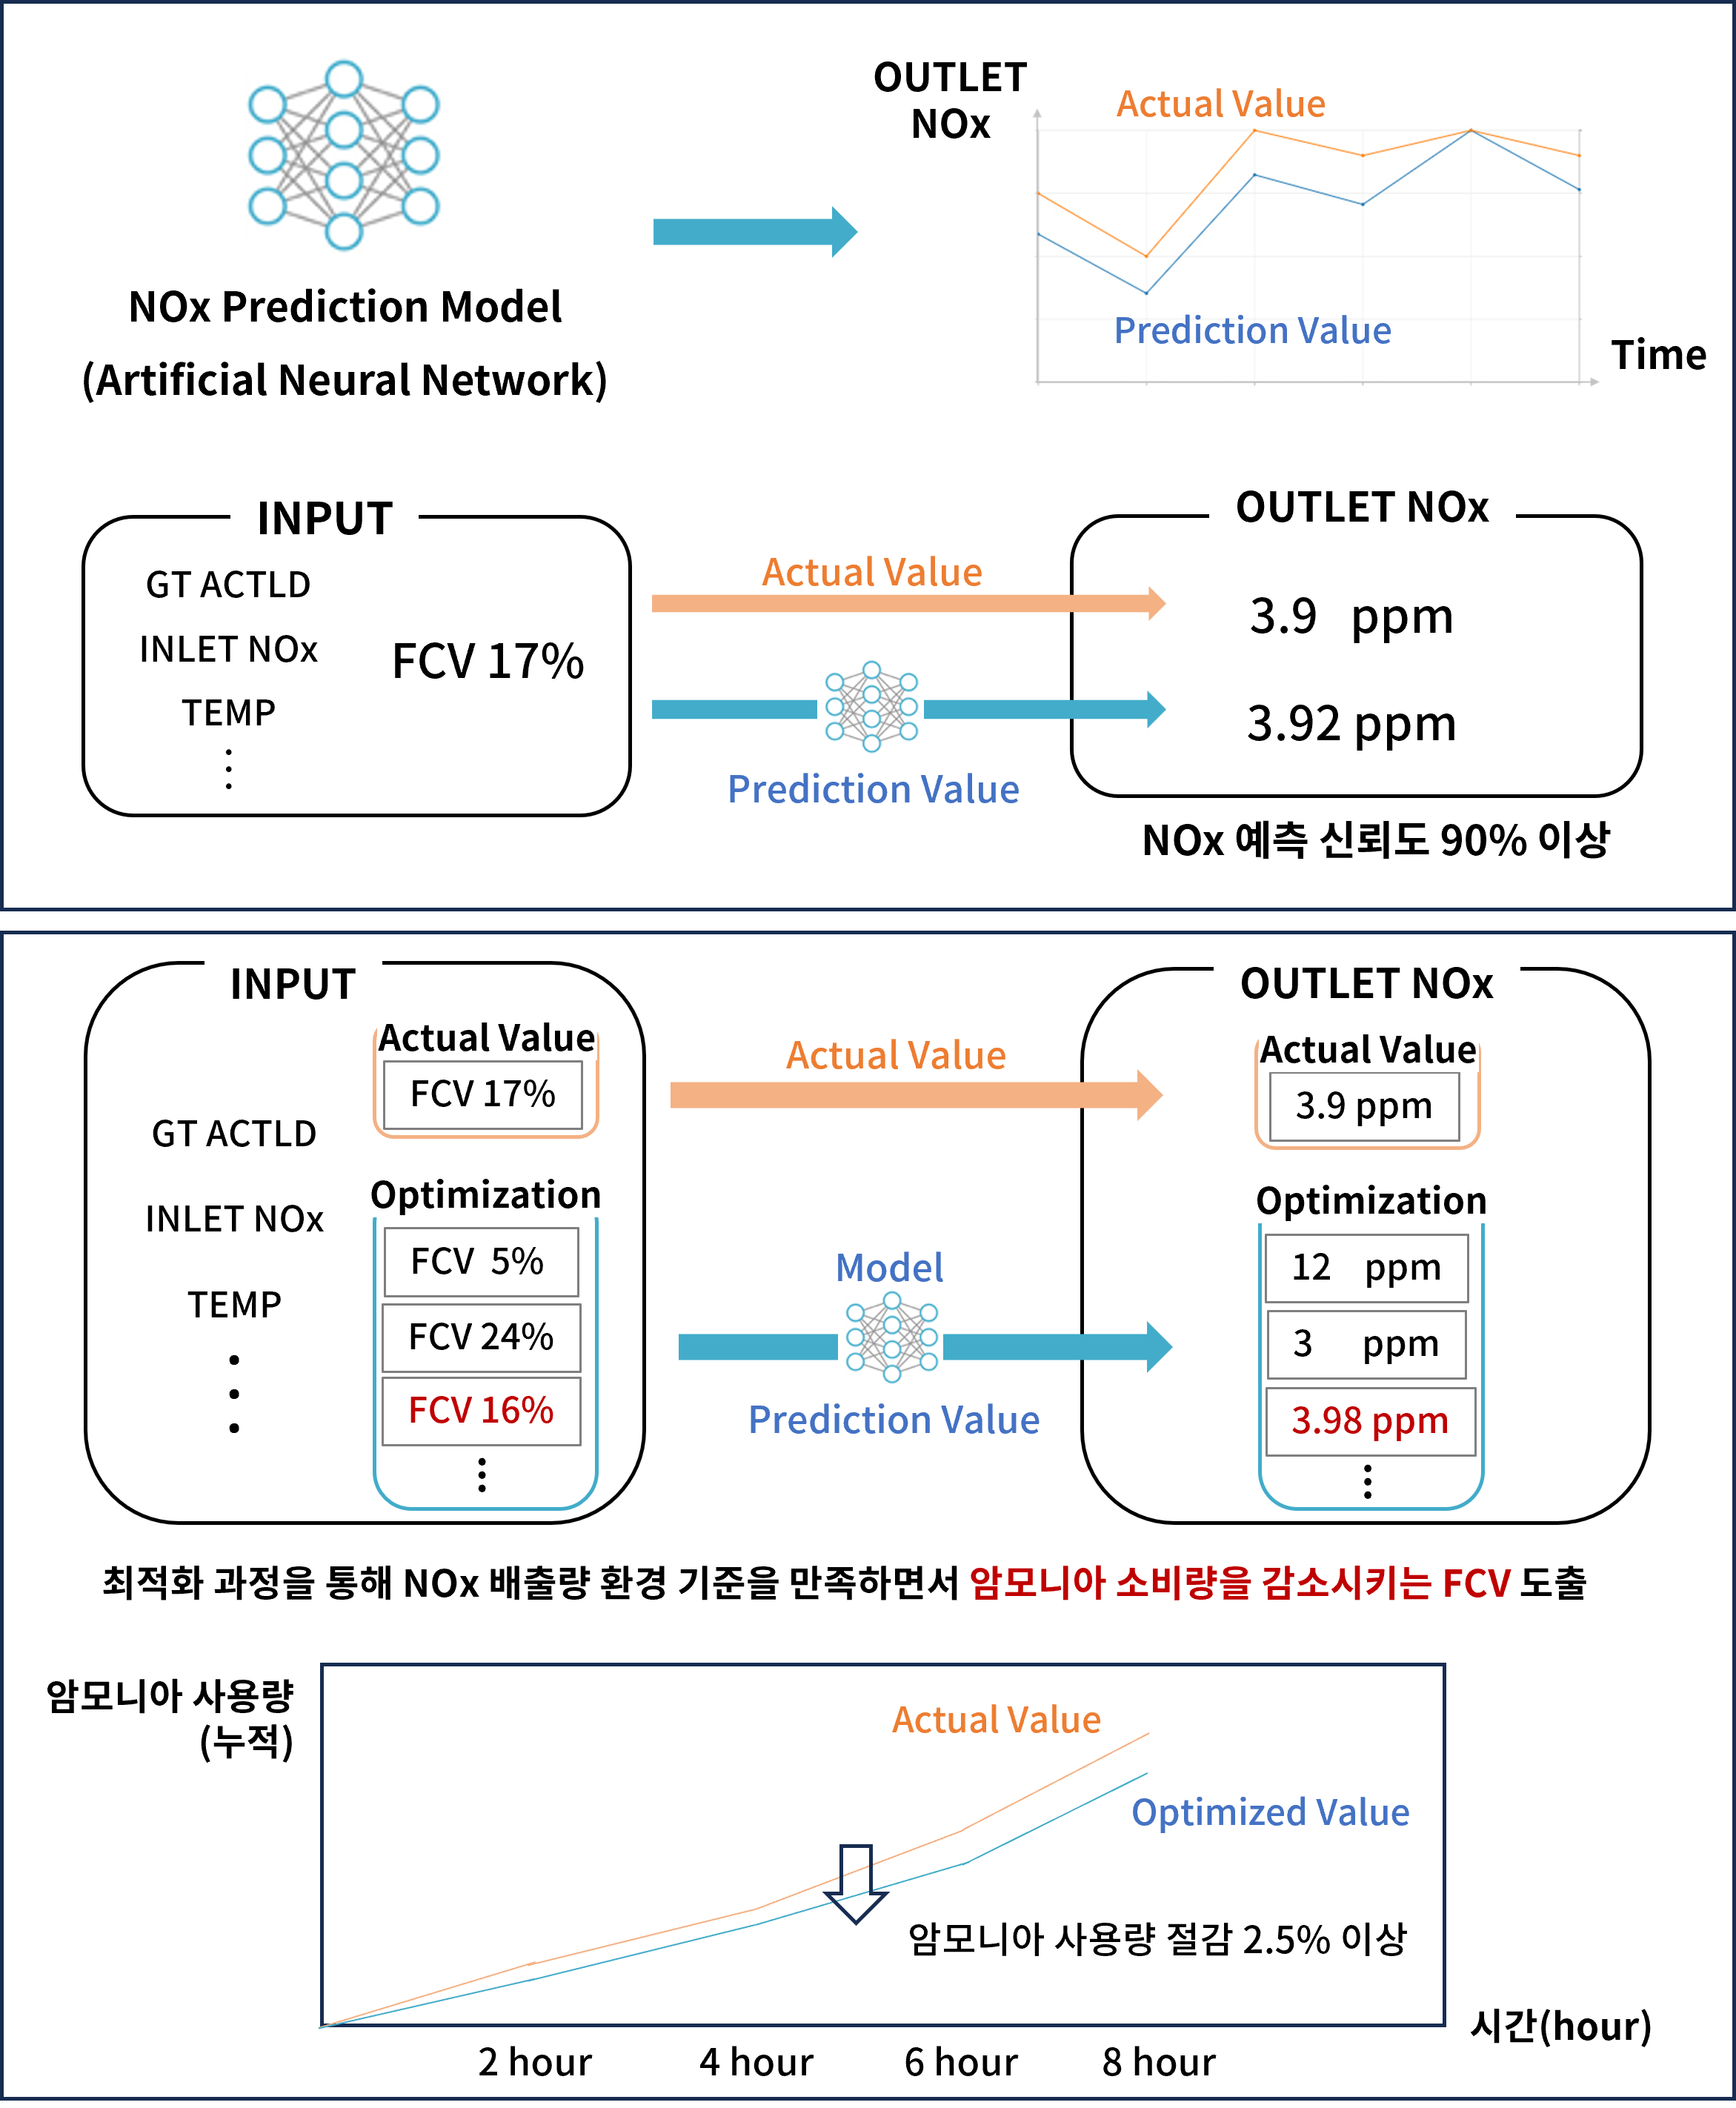 OUTLET
NOx
Actual Value
Prediction Value
Time
NOx Prediction Model
(Artificial Neural Network)
INPUT
GT ACTLD
INLET NOx
TEMP
FCV 17%
Actual Value
Prediction Value
OUTLET NOx
3.9 ppm
3.92 ppm
NOx 예측 신뢰도 90% 이상
INPUT
GT ACTLD
INLET NOx
TEMP
Actual Value
FCV 17%
Optimization
FCV 5%
FCV 24%
FCV 16%
Actual Value
Model
Prediction Value
OUTLET NOx
Actual Value
3.9 ppm
Optimization
12 ppm
3 ppm
3.98 ppm
최적화 과정을 통해 NOx 배출량 환경 기준을 만족하면서 암모니아 소비량을 감소시키는 FCV 도출
암모니아 사용량
(누적)
Actual Value
Optimized Value
암모니아 사용량 절감 2.5% 이상
시간(hour)
2 hour
4 hour
6 hour
8 hour